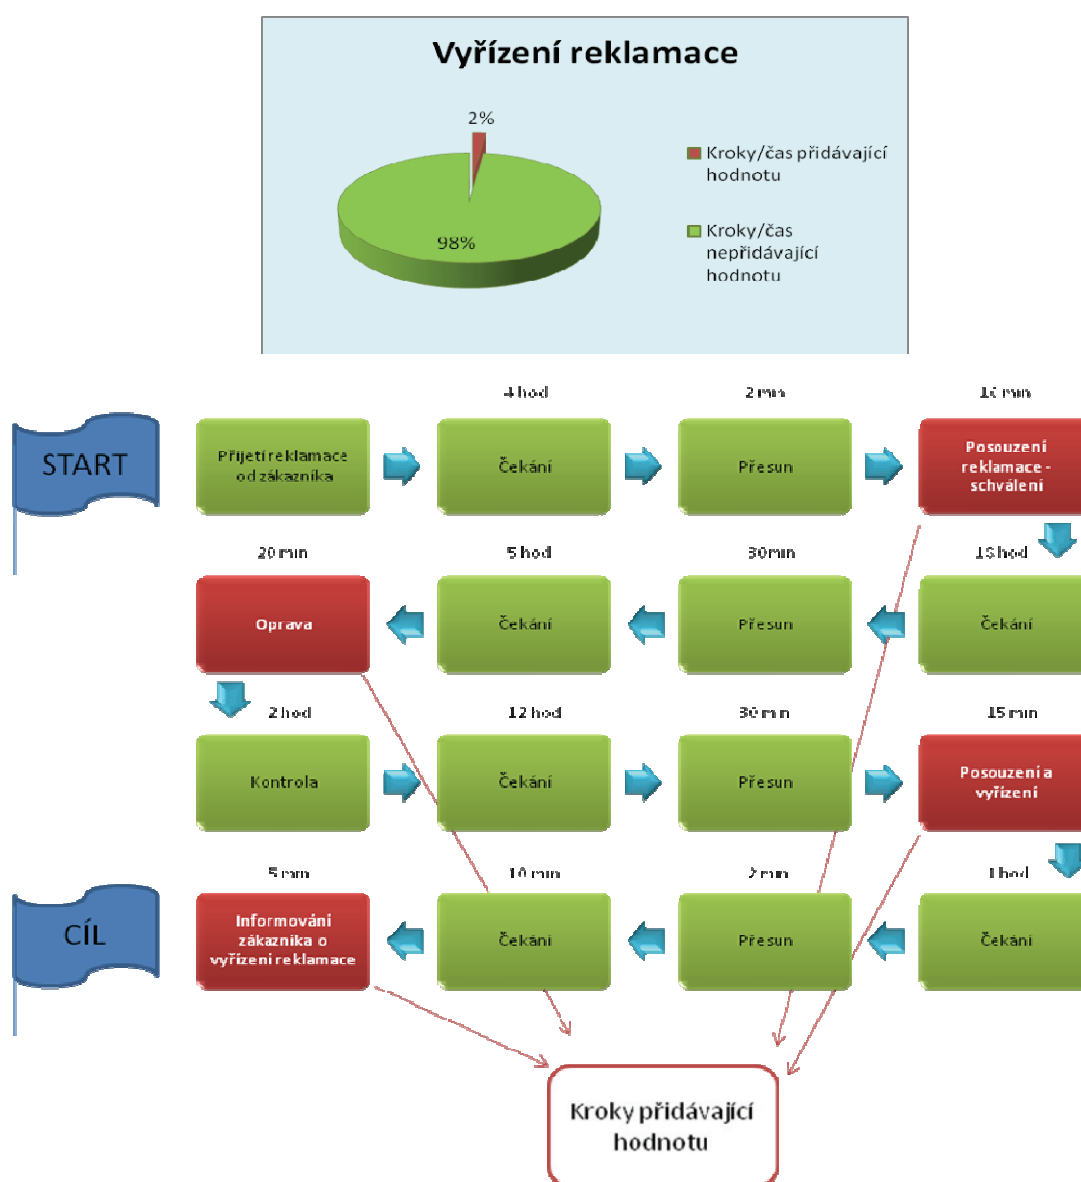 Vyřízení reklamace
2%
98%
Kroky/čas přidávající
hodnotu
Kroky/čas
nepřidávající
hodnotu
4 hod
2 min
min
START
Přijetí reklamace
od zákazníka
Čekání
Přesun
Posouzení
reklamace -
schválení
20 min
5 hod
30min
hod
Oprava
Čekání
Přesun
Čekání
2 hod
12 hod
30 min
15 min
Kontrola
Čekání
Přesun
Posouzení a
vyřízení
5 min
10 min
2 min
1 hod
CÍL
Informování
zákazníka o
vyřízení reklamace
Čekání
Přesun
Čekání
Kroky přidávající
hodnotu